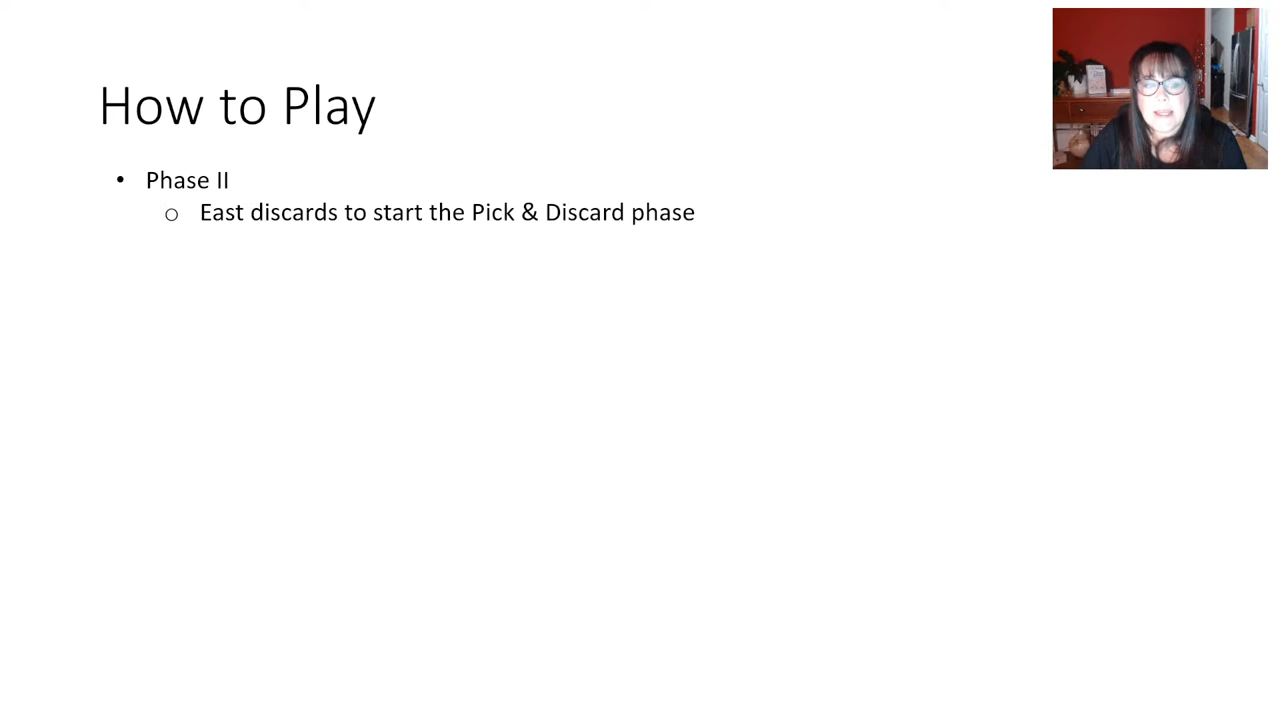 How to Play
• Phase II
o East discards to start the Pick & Discard phase